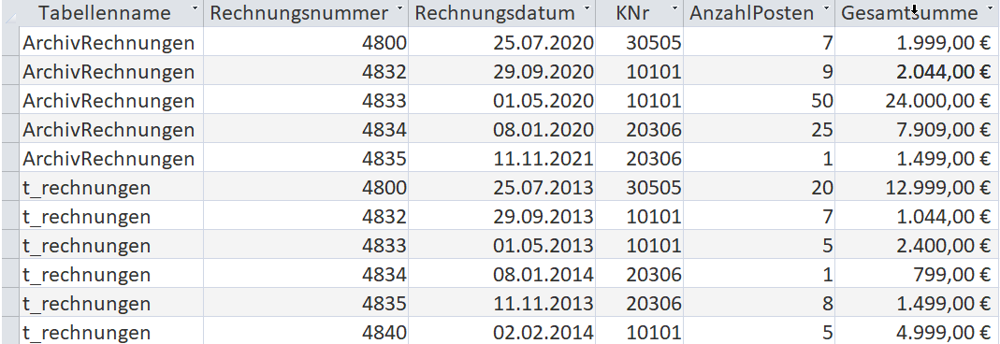 Tabellenname Rechnungsnummer Rechnungsdatum KNr AnzahlPosten Gesamtsumme
ArchivRechnungen 4800 25.07.2020 30505 7 1.999,00 €
ArchivRechnungen 4832 29.09.2020 10101 9 2.044,00 €
ArchivRechnungen 4833 01.05.2020 10101 50 24.000,00 €
ArchivRechnungen 4834 08.01.2020 20306 25 7.909,00 €
ArchivRechnungen 4835 11.11.2021 20306 1 1.499,00 €
t_rechnungen 4800 25.07.2013 30505 20 12.999,00 €
t_rechnungen 4832 29.09.2013 10101 7 1.044,00 €
t_rechnungen 4833 01.05.2013 10101 5 2.400,00 €
t_rechnungen 4834 08.01.2014 20306 1 799,00 €
t_rechnungen 4835 11.11.2013 20306 8 1.499,00 €
t_rechnungen 4840 02.02.2014 10101 5 4.999,00 €